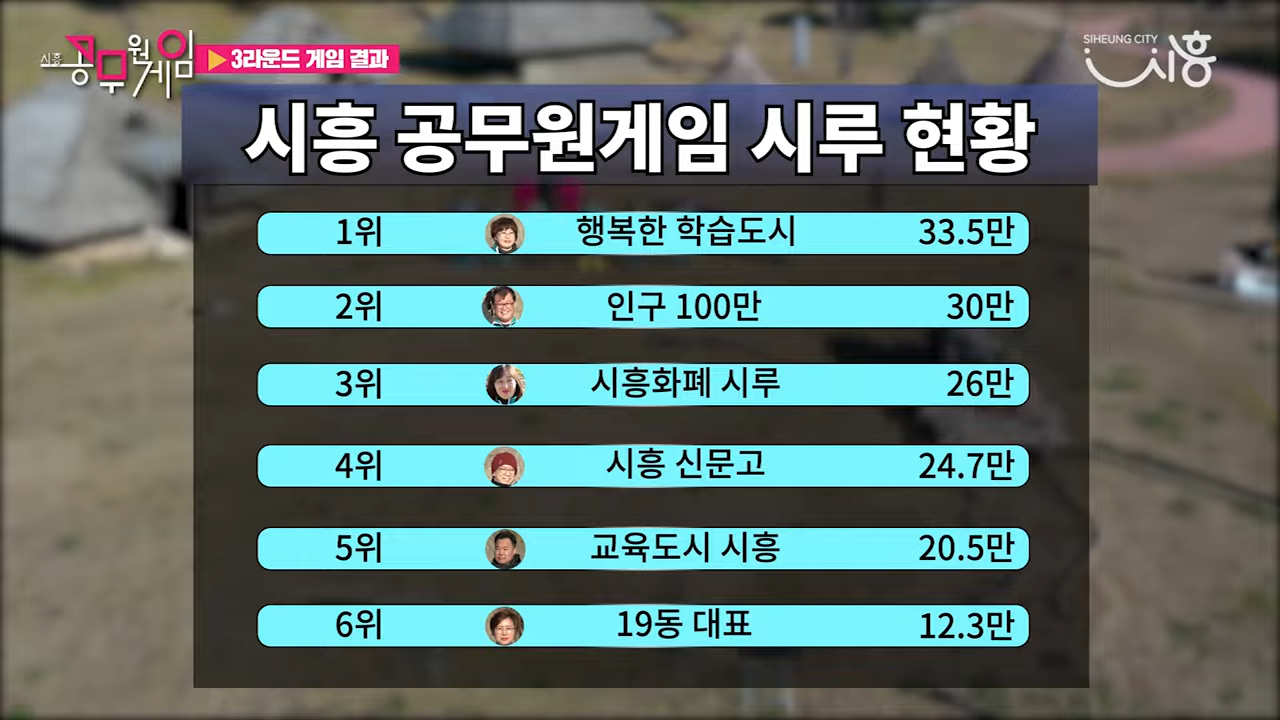 시흥 공무원게임
▶3라운드 게임 결과
SIHEUNG CITY
시흥
시흥 공무원게임 시루 현황
1위 행복한 학습도시 33.5만
2위 인구 100만 30만
3위 시흥화폐 시루 26만
4위 시흥 신문고 24.7만
5위 교육도시 시흥 20.5만
6위 19동 대표 12.3만